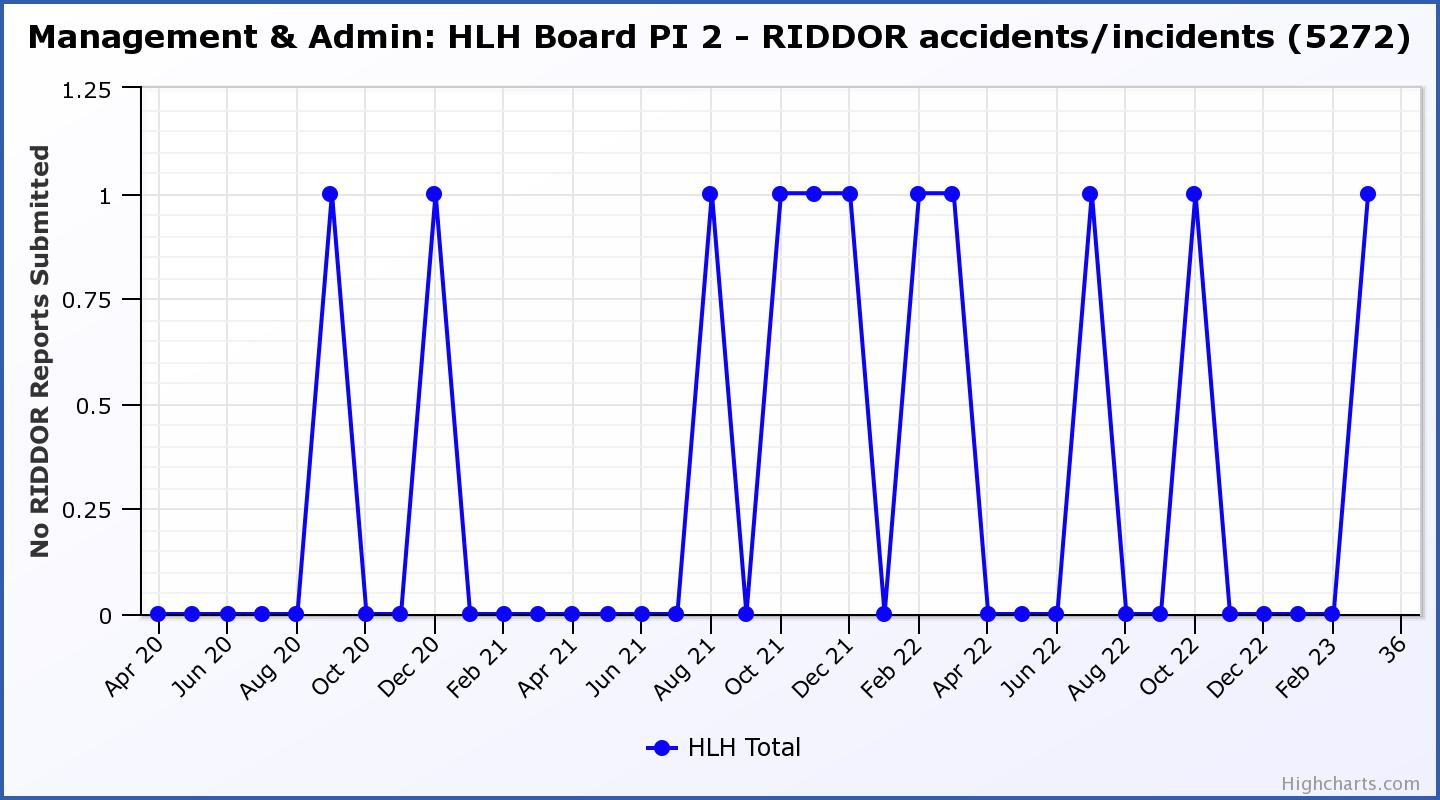 Management & Admin: HLH Board PI 2 - RIDDOR accidents/incidents (5272)
No RIDDOR Reports Submitted
1.25
1
0.75
0.5
0.25
0
Apr 20
Jun 20
Aug 20
Oct 20
Dec 20
Feb 21
Apr 21
Jun 21
Aug 21
Oct 21
Dec 21
Feb 22
Apr 22
Jun 22
Aug 22
Oct 22
Dec 22
Feb 23
36
HLH Total
Highcharts.com